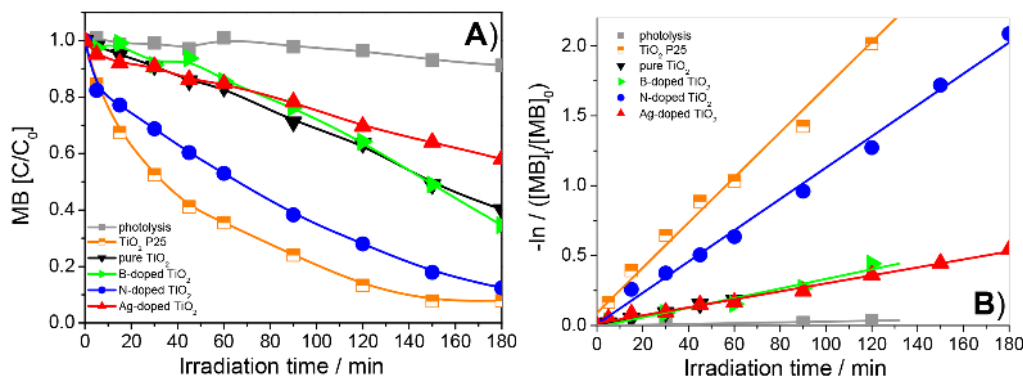 A)
MB [C/C₀]
1.0
0.8
0.6
0.4
0.2
0.0
photolysis
TiO₂ P25
pure TiO₂
B-doped TiO₂
N-doped TiO₂
Ag-doped TiO₂
0 20 40 60 80 100 120 140 160 180
Irradiation time / min
B)
-ln / ([MB]ₜ/[MB]₀)
2.0
1.5
1.0
0.5
0.0
photolysis
TiO₂ P25
pure TiO₂
B-doped TiO₂
N-doped TiO₂
Ag-doped TiO₂
0 20 40 60 80 100 120 140 160 180
Irradiation time / min